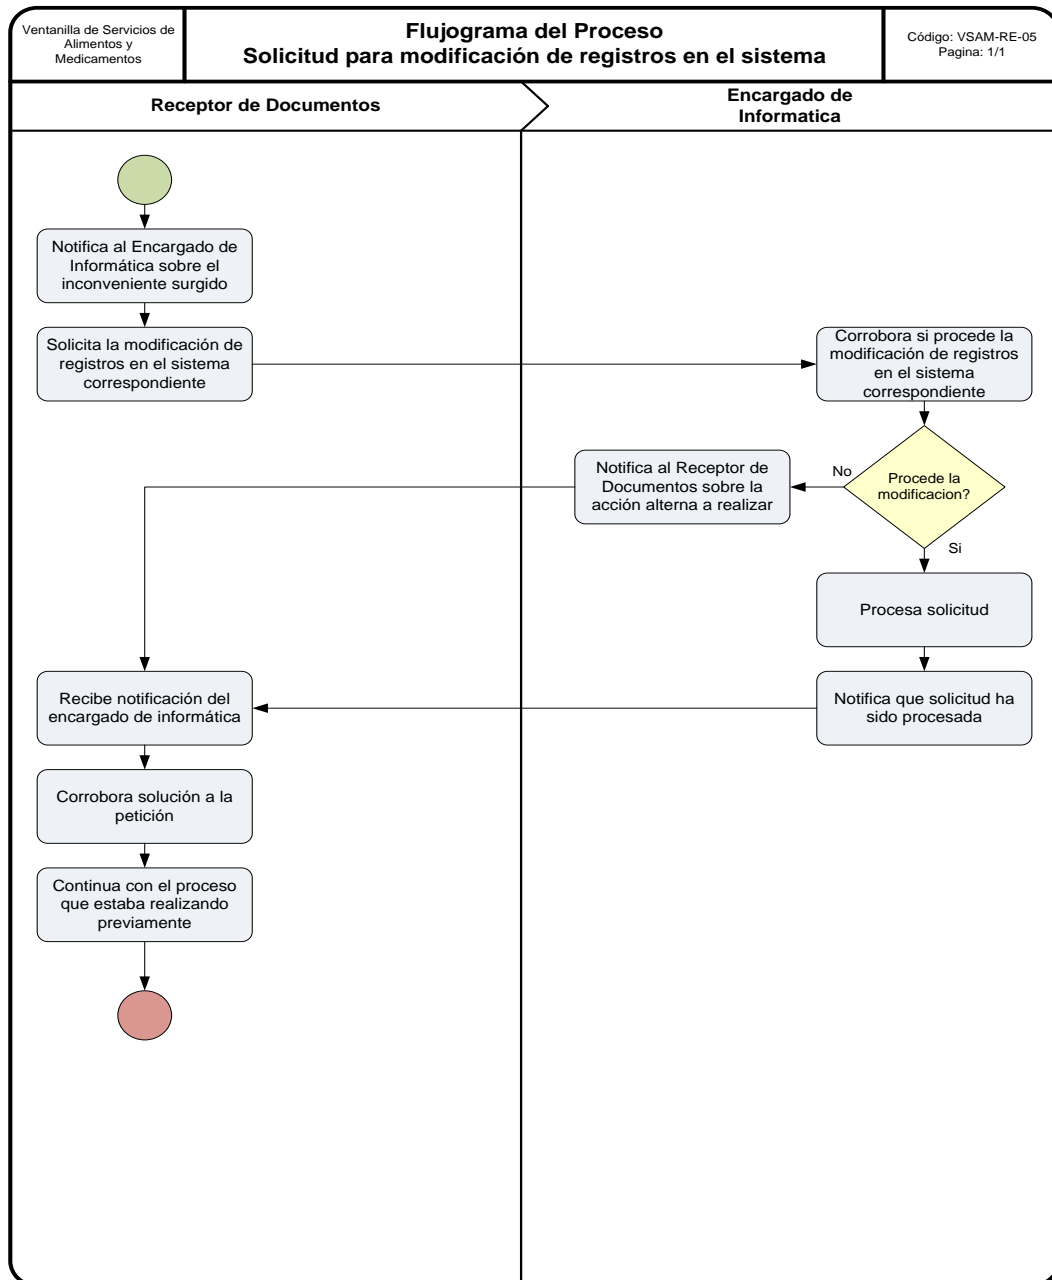 Ventanilla de Servicios de
Alimentos y
Medicamentos
Flujograma del Proceso
Solicitud para modificación de registros en el sistema
Código: VSAM-RE-05
Pagina: 1/1
Receptor de Documentos
Encargado de
Informatica
Notifica al Encargado de
Informática sobre el
inconveniente surgido
Solicita la modificación de
registros en el sistema
correspondiente
Corrobora si procede la
modificación de registros
en el sistema
correspondiente
Procede la
modificacion?
No
Notifica al Receptor de
Documentos sobre la
acción alterna a realizar
Si
Procesa solicitud
Notifica que solicitud ha
sido procesada
Recibe notificación del
encargado de informática
Corrobora solución a la
petición
Continua con el proceso
que estaba realizando
previamente